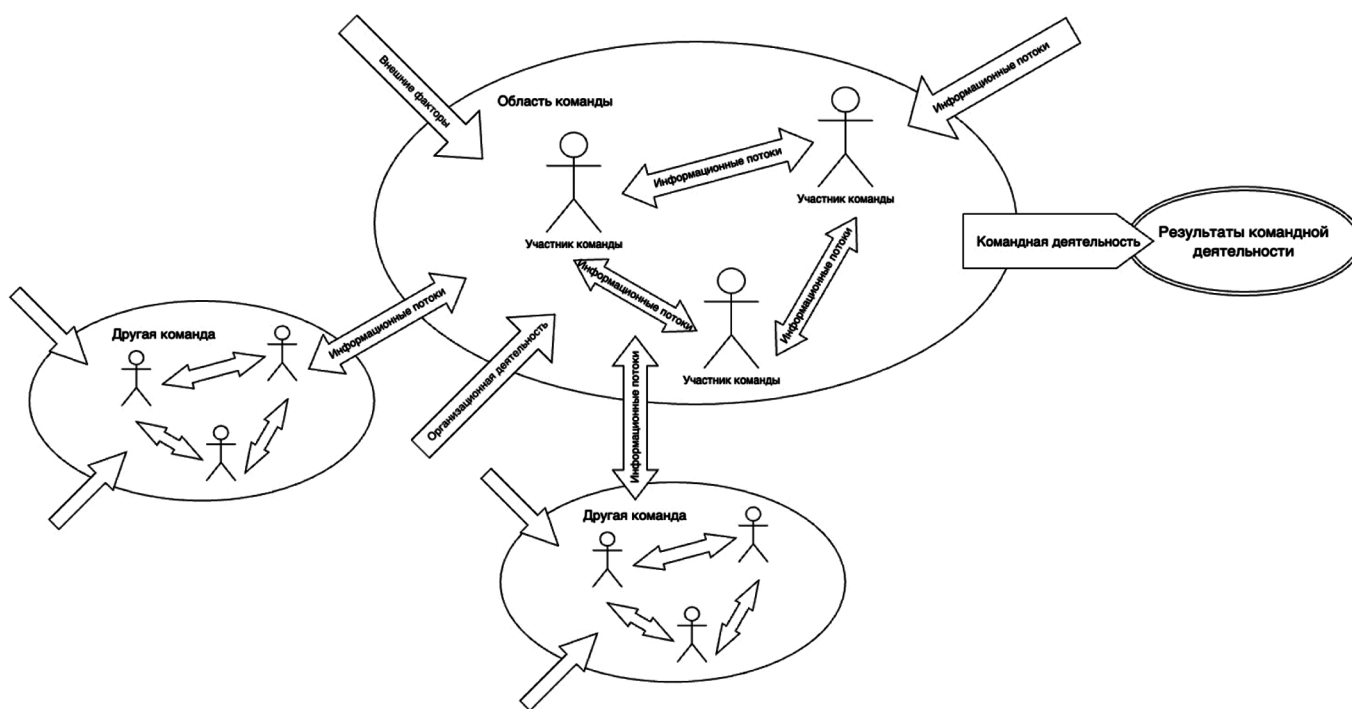 Внешние факторы
Информационные потоки
Область команды
Информационные потоки
Участник команды
Участник команды
Командная деятельность
Результаты командной
деятельности
Информационные потоки
Информационные потоки
Информационные потоки
Другая команда
Организационная деятельность
Участник команды
Информационные потоки
Другая команда